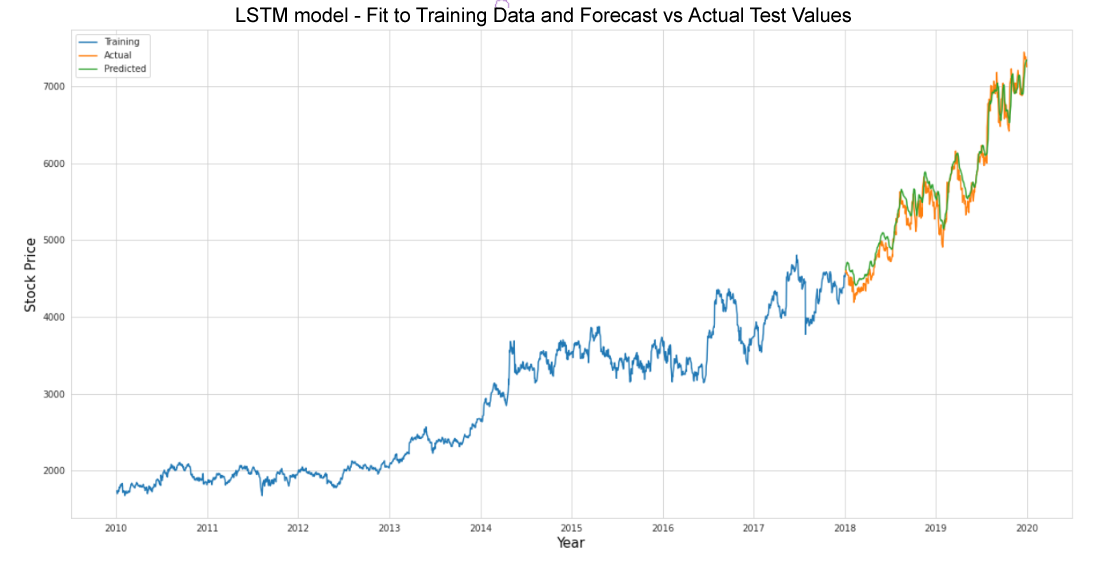 LSTM model - Fit to Training Data and Forecast vs Actual Test Values
Training
Actual
Predicted
7000
6000
5000
4000
3000
2000
Stock Price
2010 2011 2012 2013 2014 2015 2016 2017 2018 2019 2020
Year